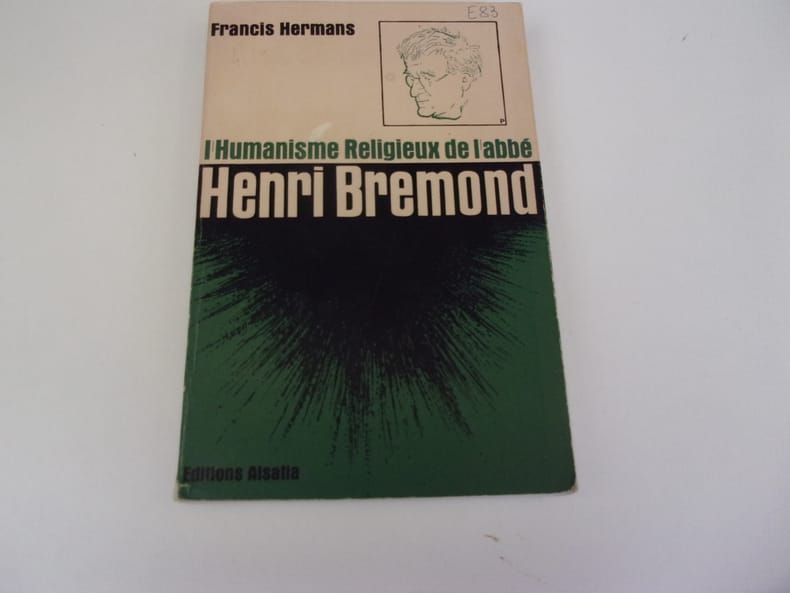 E83
Francis Hermans
P
l'Humanisme Religieux de l'abbé
Henri Bremond
Editions Alsatia